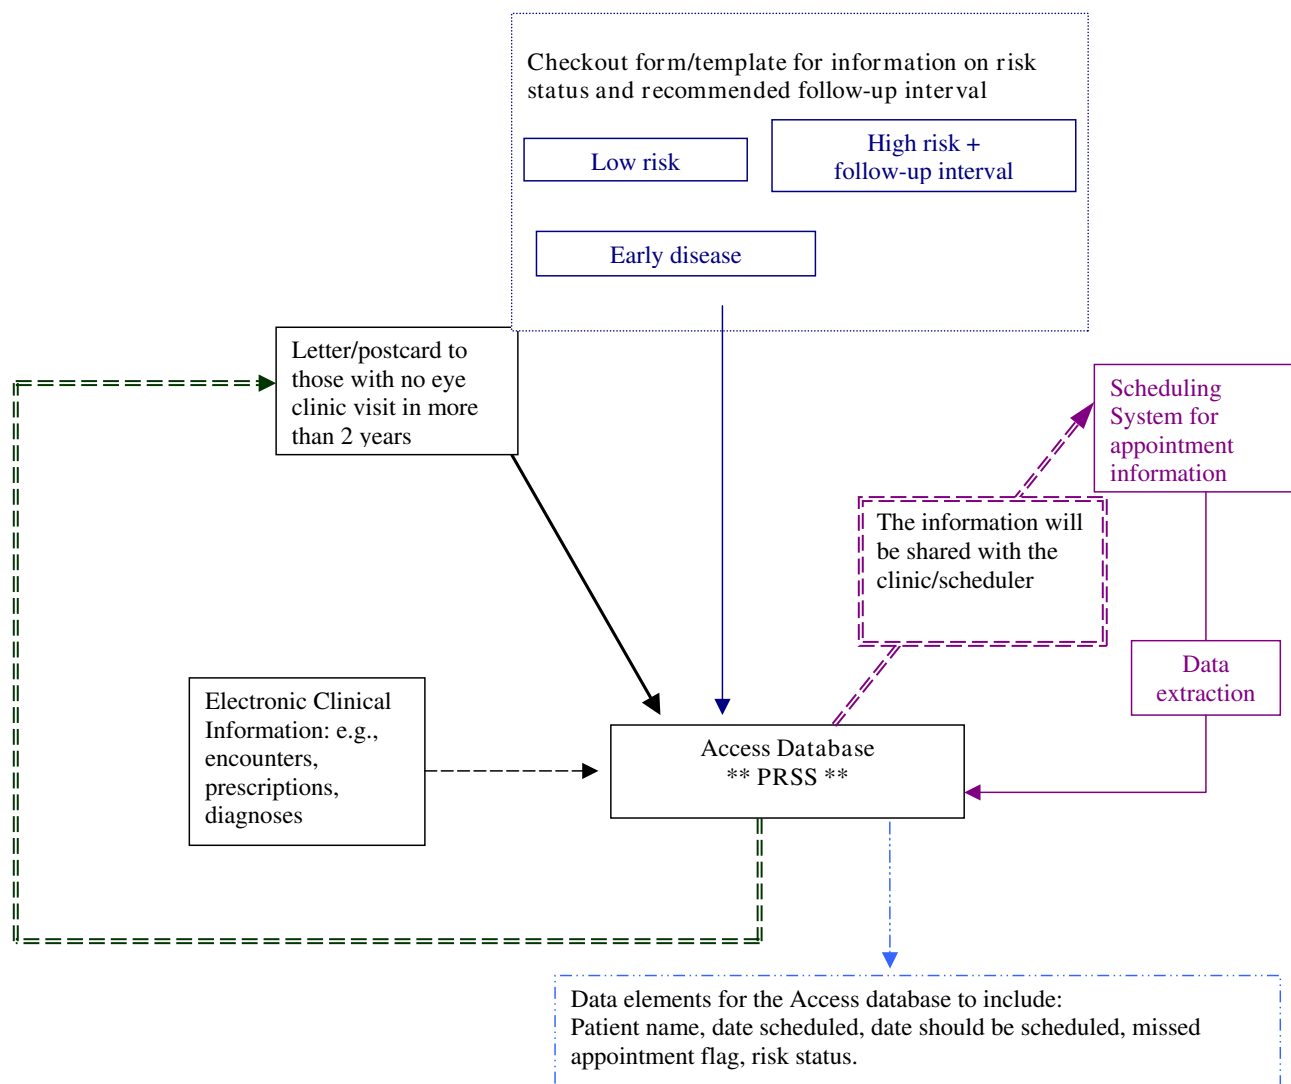 Checkout form/template for information on risk
status and recommended follow-up interval
Low risk
High risk +
follow-up interval
Early disease
Letter/postcard to
those with no eye
clinic visit in more
than 2 years
Scheduling
System for
appointment
information
The information will
be shared with the
clinic/scheduler
Data
extraction
Electronic Clinical
Information: e.g.,
encounters,
prescriptions,
diagnoses
Access Database
** PRSS **
Data elements for the Access database to include:
Patient name, date scheduled, date should be scheduled, missed
appointment flag, risk status.